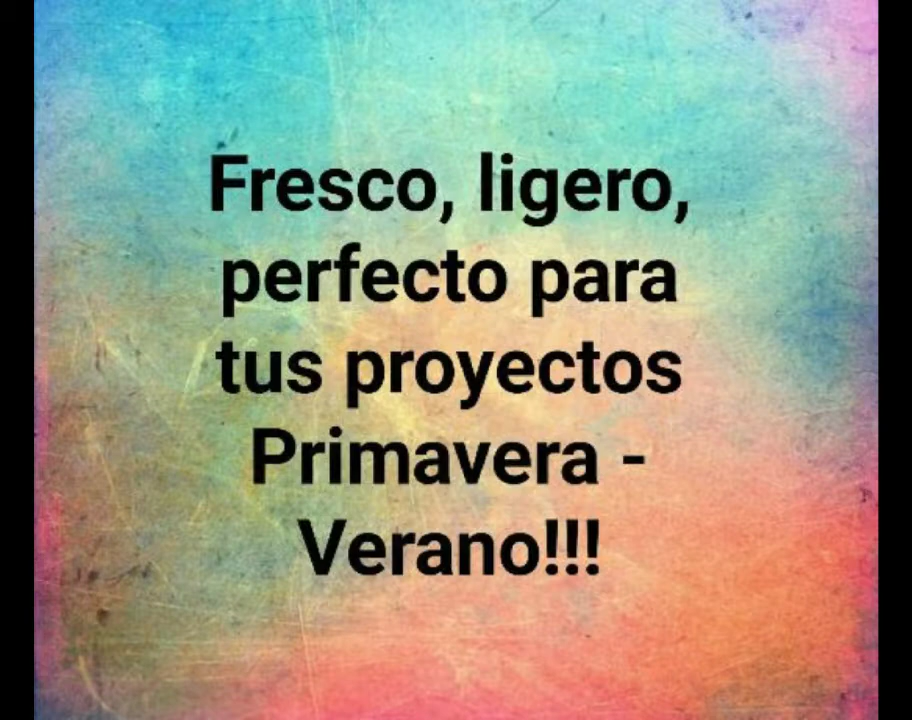 Fresco, ligero,
perfecto para
tus proyectos
Primavera -
Verano!!!